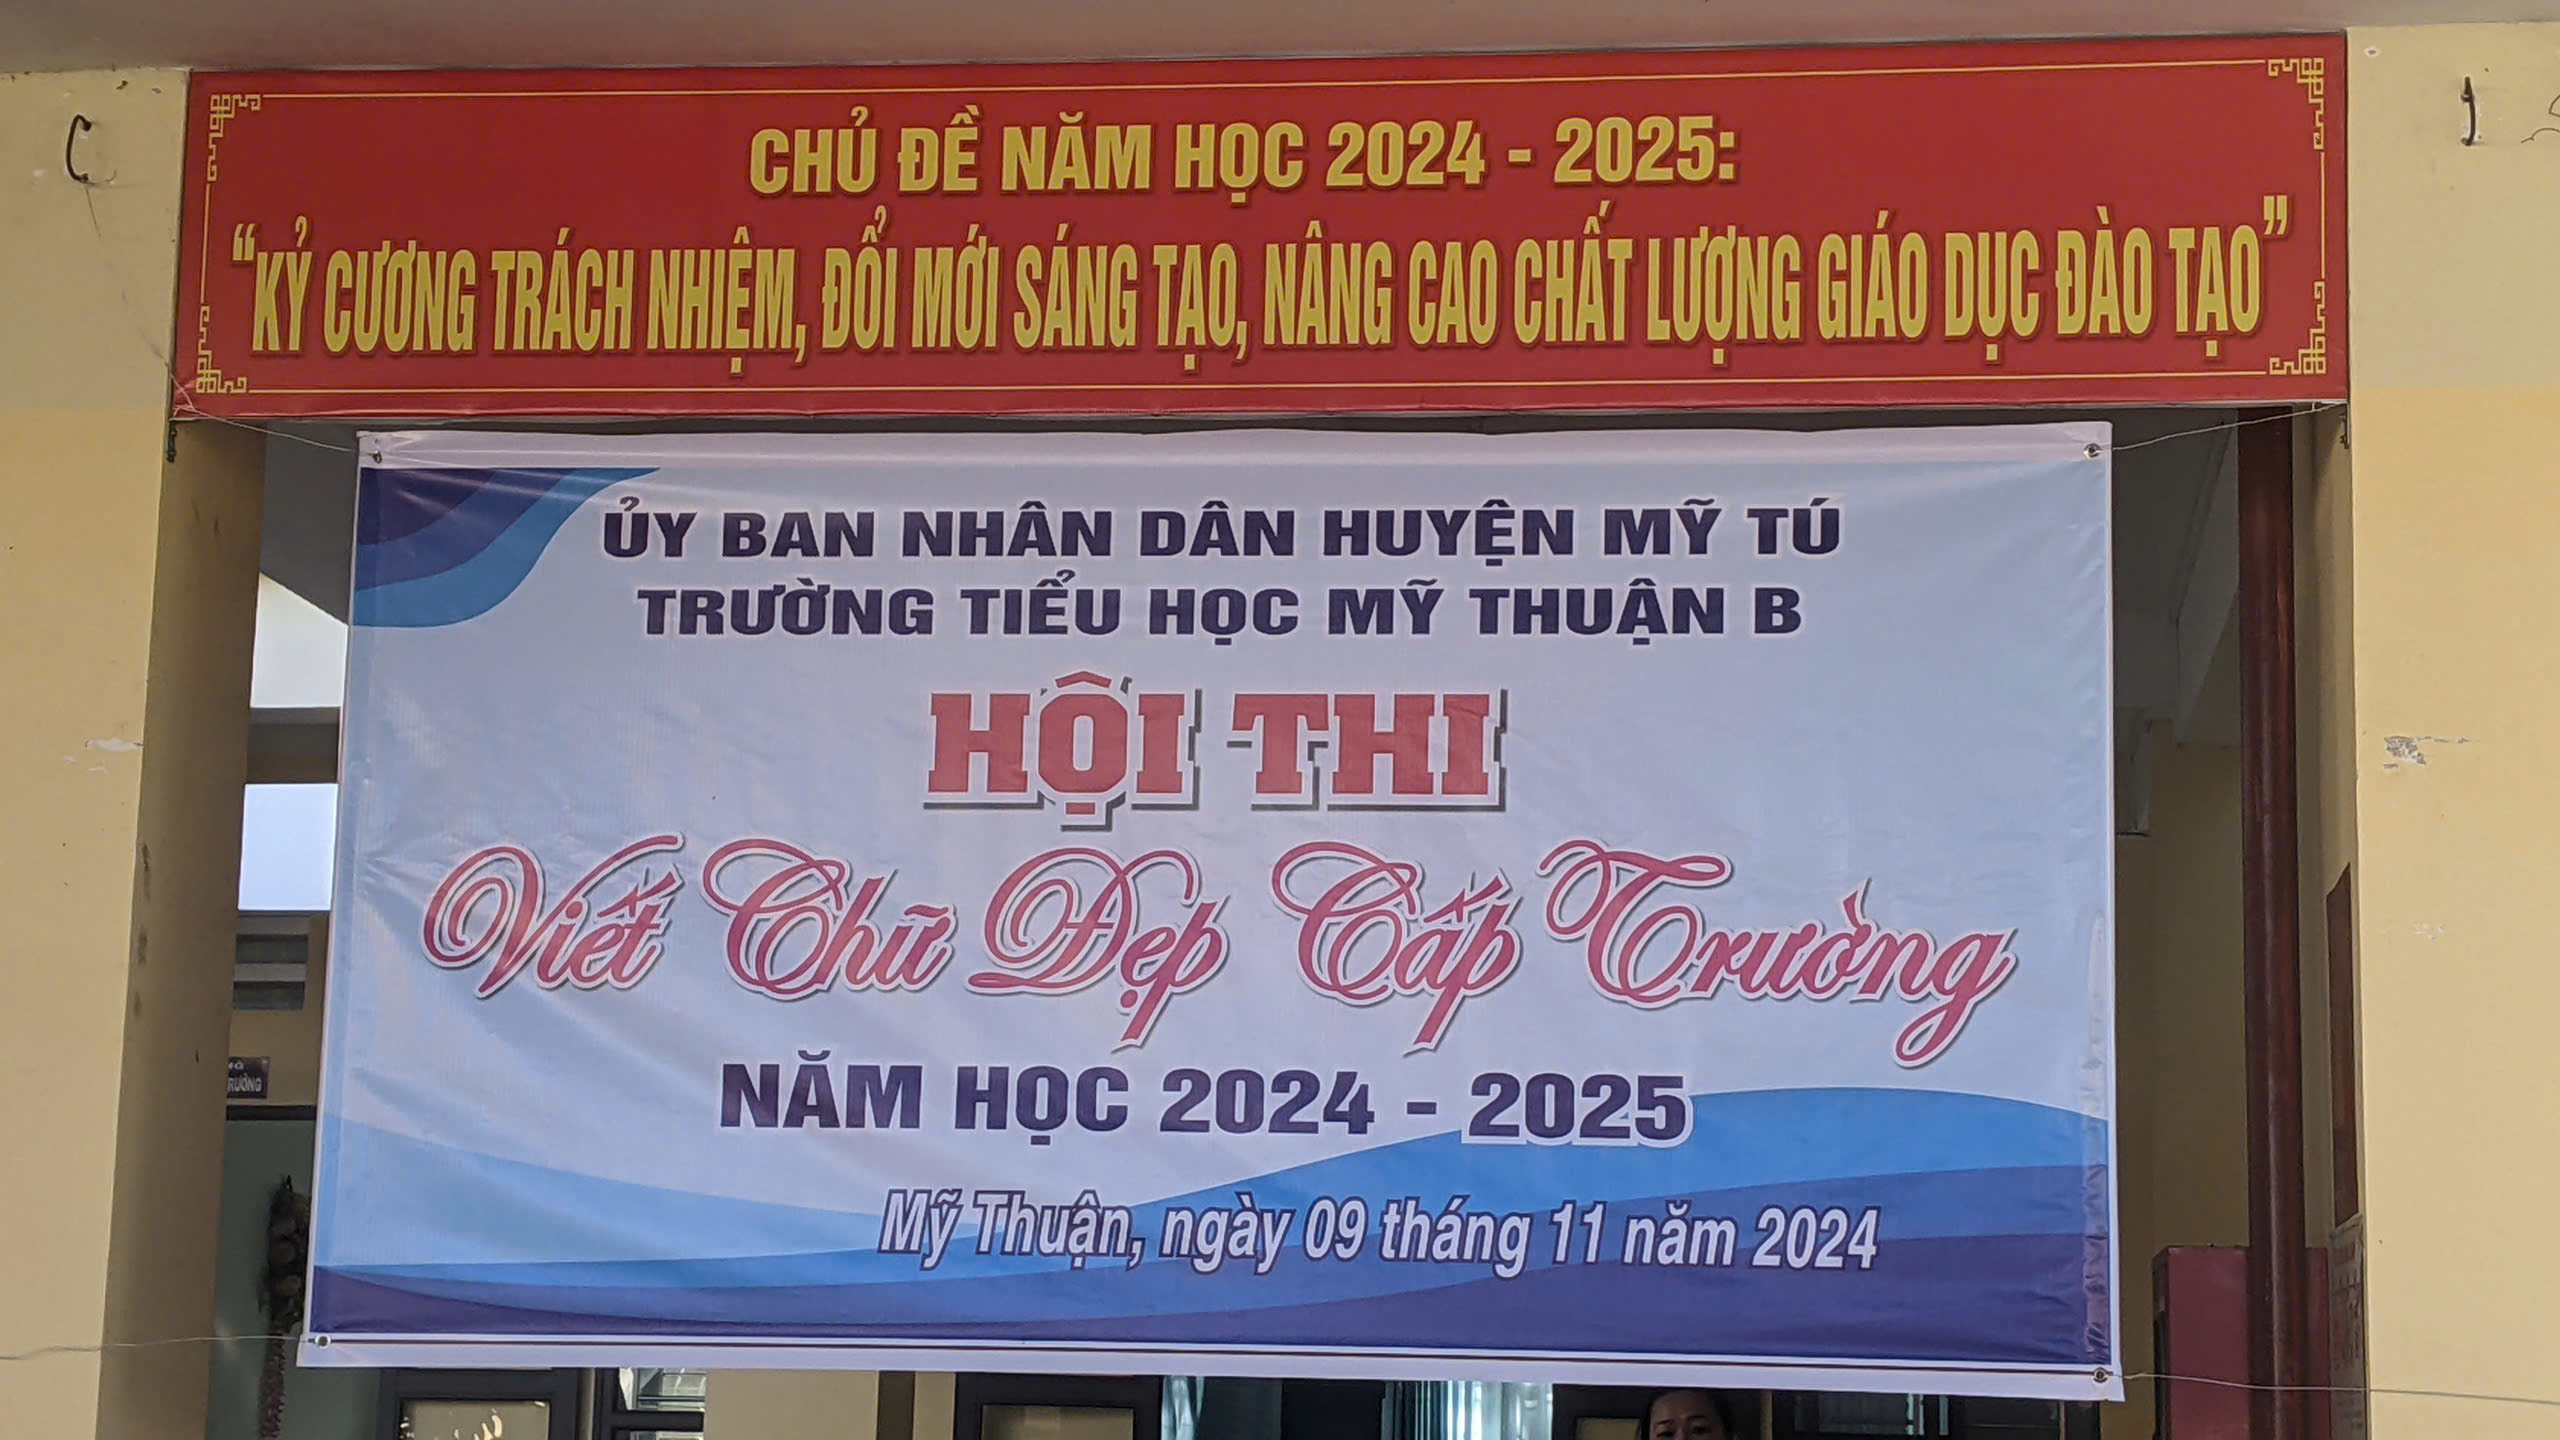 CHỦ ĐỀ NĂM HỌC 2024 - 2025:
“KỶ CƯƠNG TRÁCH NHIỆM, ĐỔI MỚI SÁNG TẠO, NÂNG CAO CHẤT LƯỢNG GIÁO DỤC ĐÀO TẠO”
ỦY BAN NHÂN DÂN HUYỆN MỸ TÚ
TRƯỜNG TIỂU HỌC MỸ THUẬN B
HỘI THI
Viết Chữ Đẹp Cấp Trường
NĂM HỌC 2024 - 2025
Mỹ Thuận, ngày 09 tháng 11 năm 2024